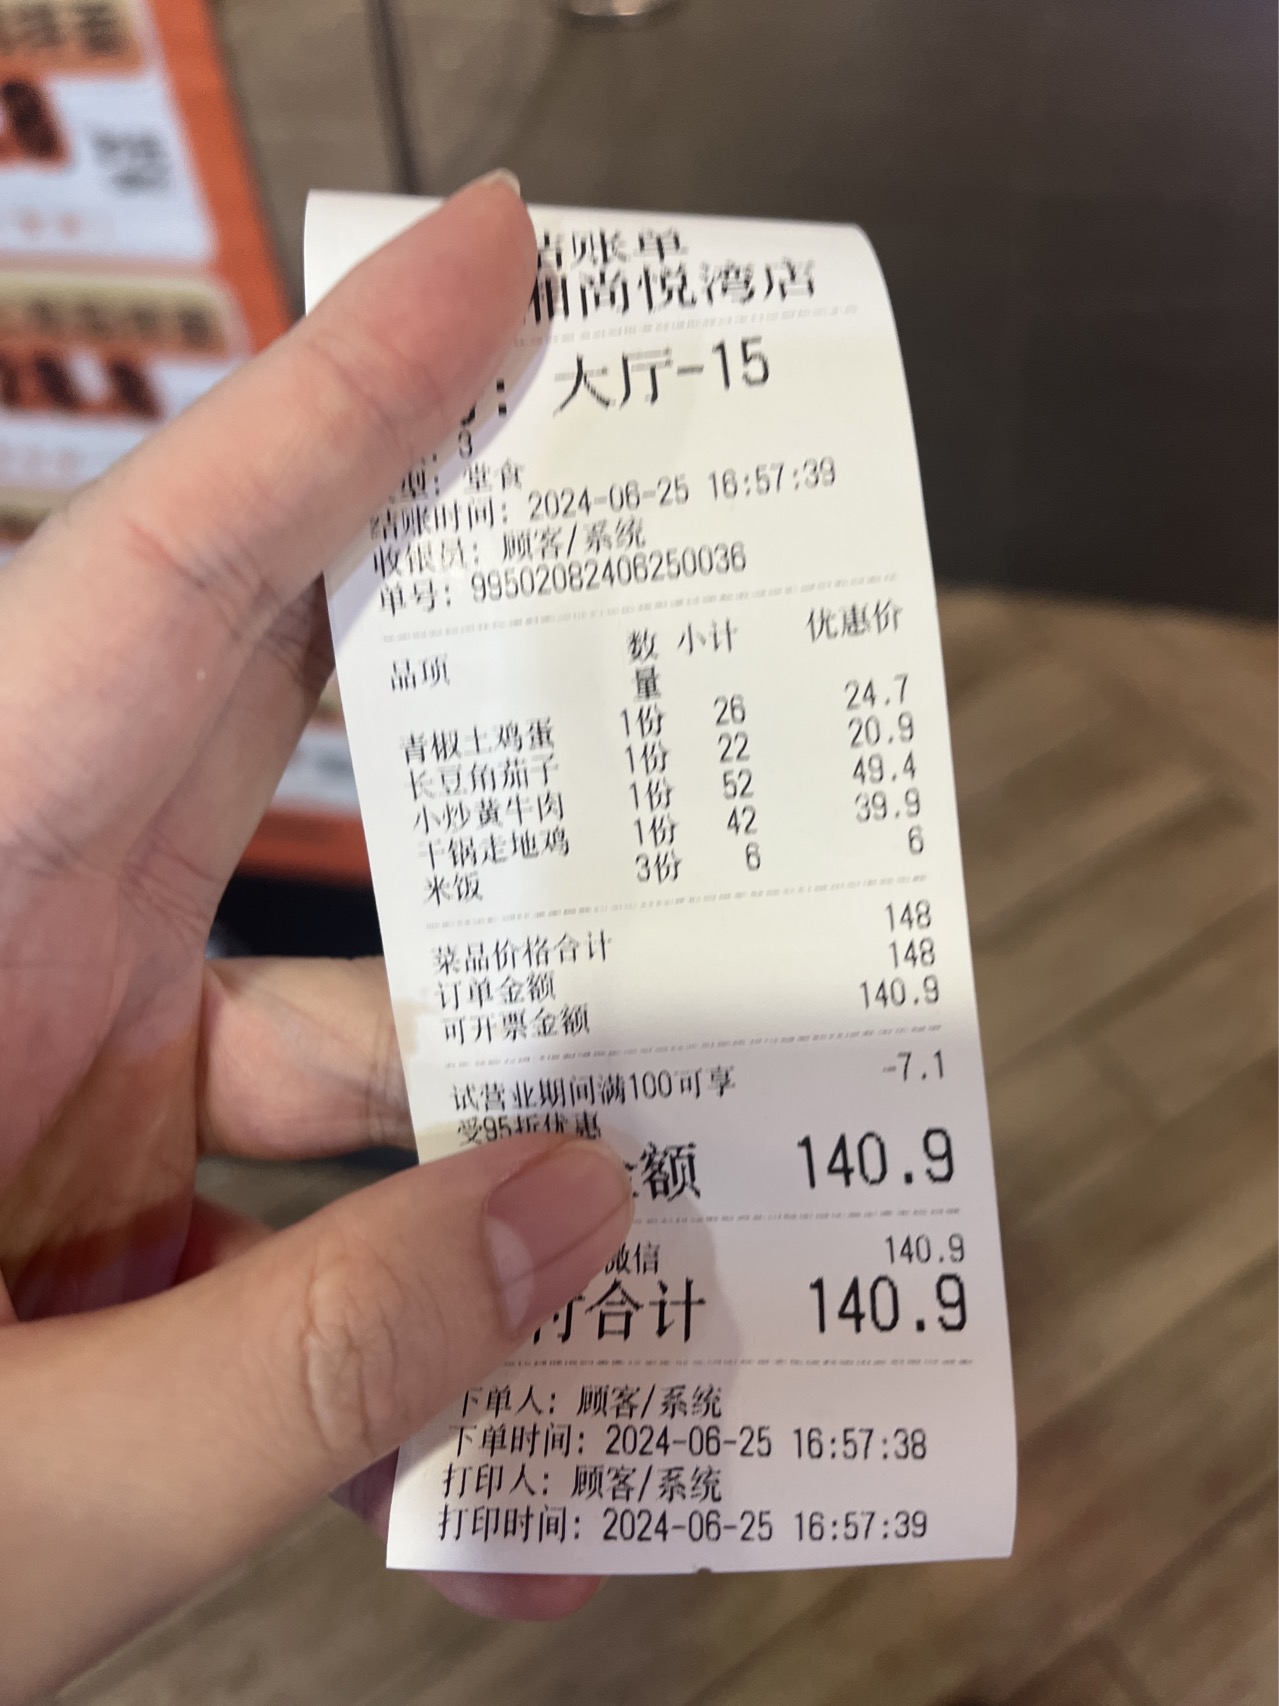 结账单
湘尚悦湾店
大厅-15
3
型：堂食
结账时间：2024-06-25 16:57:39
收银员：顾客/系统
单号：99502082406250036
品项 数量 小计 优惠价
青椒土鸡蛋 1份 26 24.7
长豆角茄子 1份 22 20.9
小炒黄牛肉 1份 52 49.4
干锅走地鸡 1份 42 39.9
米饭 3份 6 6
菜品价格合计 148
订单金额 148
可开票金额 140.9
试营业期间满100可享 -7.1
受95折优惠
金额 140.9
微信 140.9
付合计 140.9
下单人：顾客/系统
下单时间：2024-06-25 16:57:38
打印人：顾客/系统
打印时间：2024-06-25 16:57:39